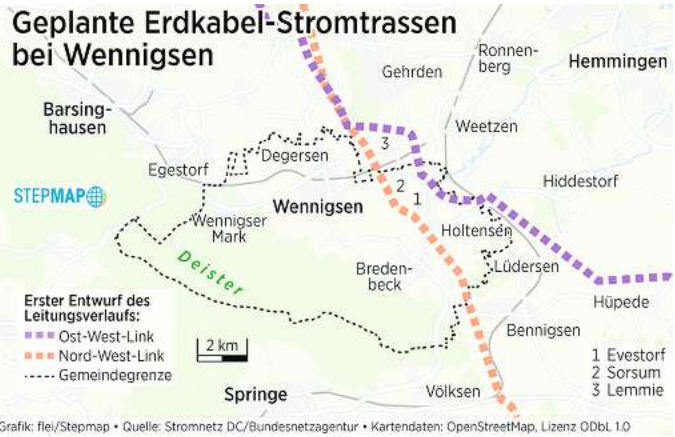 Geplante Erdkabel-Stromtrassen
bei Wennigsen
Ronnen-
berg
Hemmingen
Gehrden
Barsing-
hausen
Weetzen
3
Degersen
Egestorf
Hiddestorf
STEPMAP
2
1
Wennigsen
Wennigser
Mark
Holtensen
Deister
Breden-
beck
Lüdersen
Hüpede
Erster Entwurf des
Leitungsverlaufs:
Ost-West-Link
Nord-West-Link
Gemeindegrenze
Bennigsen
2 km
1 Evestorf
2 Sorsum
3 Lemmie
Springe
Völksen
Grafik: flei/Stepmap • Quelle: Stromnetz DC/Bundesnetzagentur • Kartendaten: OpenStreetMap, Lizenz ODbL 1.0